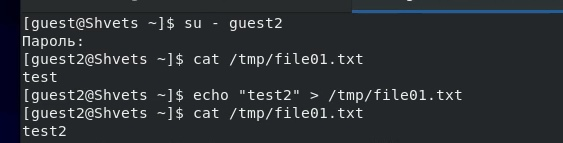 [guest@Shvets ~]$ su - guest2
Пароль:
[guest2@Shvets ~]$ cat /tmp/file01.txt
test
[guest2@Shvets ~]$ echo "test2" > /tmp/file01.txt
[guest2@Shvets ~]$ cat /tmp/file01.txt
test2